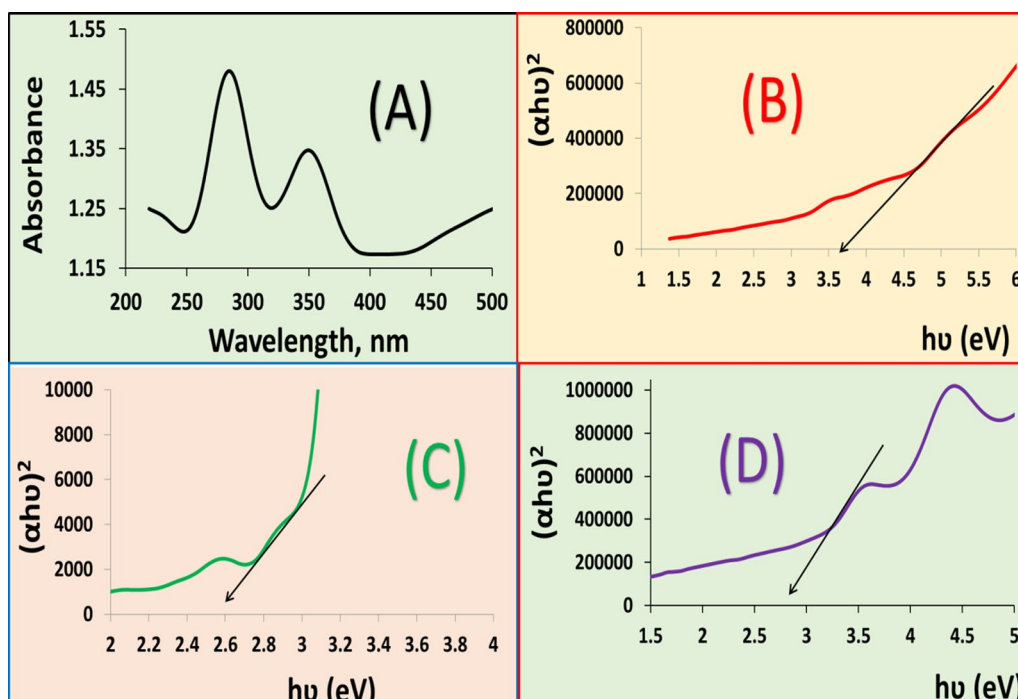 (A)
Absorbance
1.55
1.45
1.35
1.25
1.15
200 250 300 350 400 450 500
Wavelength, nm
(B)
(αhυ)²
800000
600000
400000
200000
0
1 1.5 2 2.5 3 3.5 4 4.5 5 5.5 6
hυ (eV)
(C)
(αhυ)²
10000
8000
6000
4000
2000
0
2 2.2 2.4 2.6 2.8 3 3.2 3.4 3.6 3.8 4
hυ (eV)
(D)
(αhυ)²
1000000
800000
600000
400000
200000
0
1.5 2 2.5 3 3.5 4 4.5 5
hυ (eV)